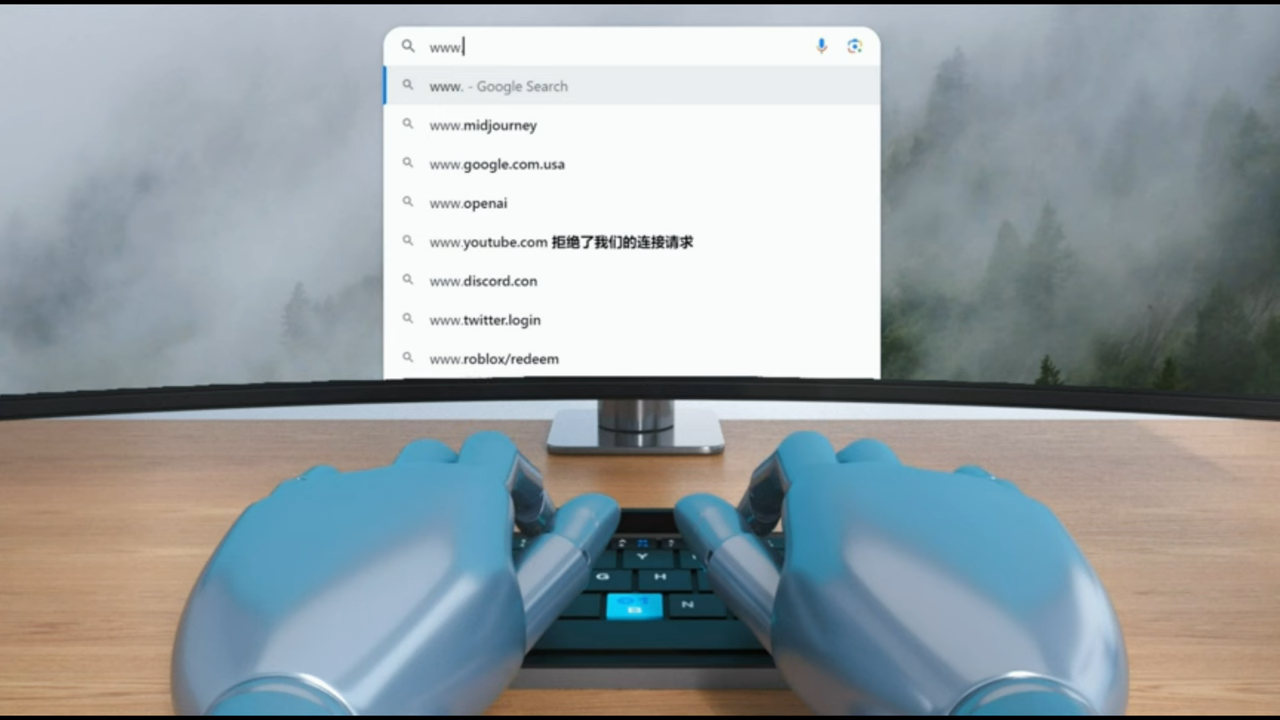 www.
www. - Google Search
www.midjourney
www.google.com.usa
www.openai
www.youtube.com 拒绝了我们的连接请求
www.discord.con
www.twitter.login
www.roblox/redeem
Y
G H
B N